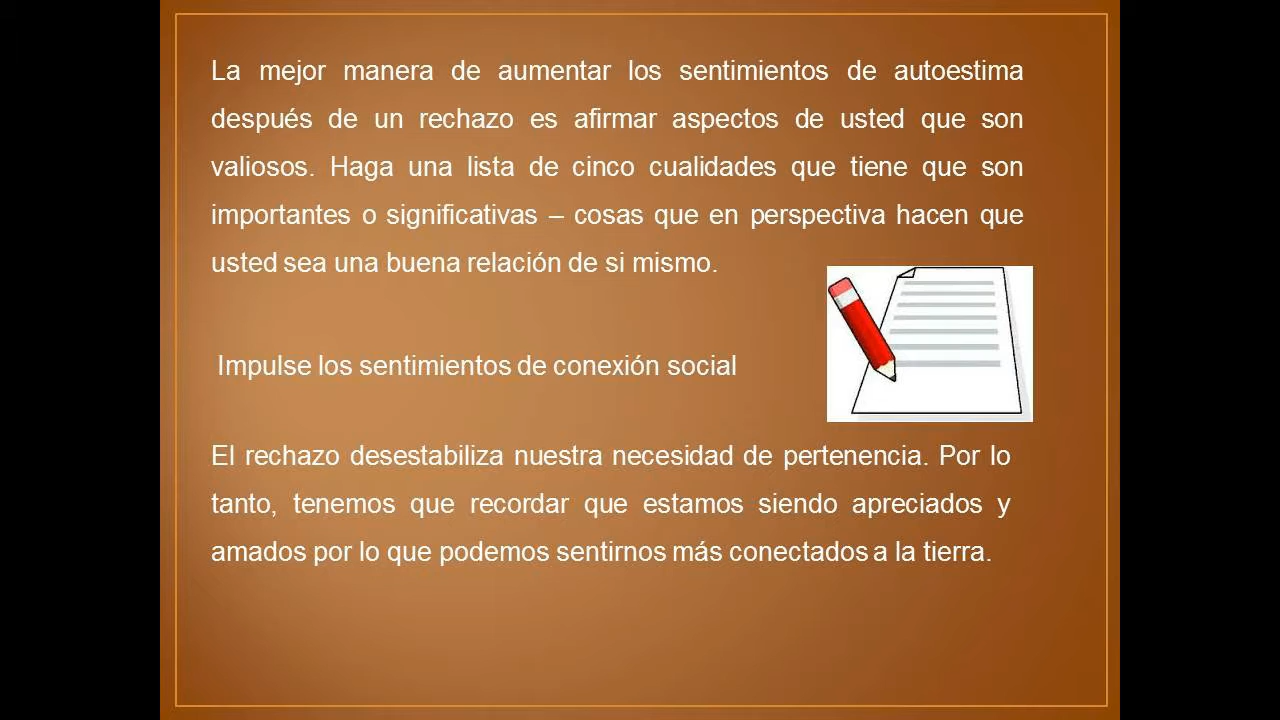 La mejor manera de aumentar los sentimientos de autoestima
después de un rechazo es afirmar aspectos de usted que son
valiosos. Haga una lista de cinco cualidades que tiene que son
importantes o significativas – cosas que en perspectiva hacen que
usted sea una buena relación de si mismo.
Impulse los sentimientos de conexión social
El rechazo desestabiliza nuestra necesidad de pertenencia. Por lo
tanto, tenemos que recordar que estamos siendo apreciados y
amados por lo que podemos sentirnos más conectados a la tierra.